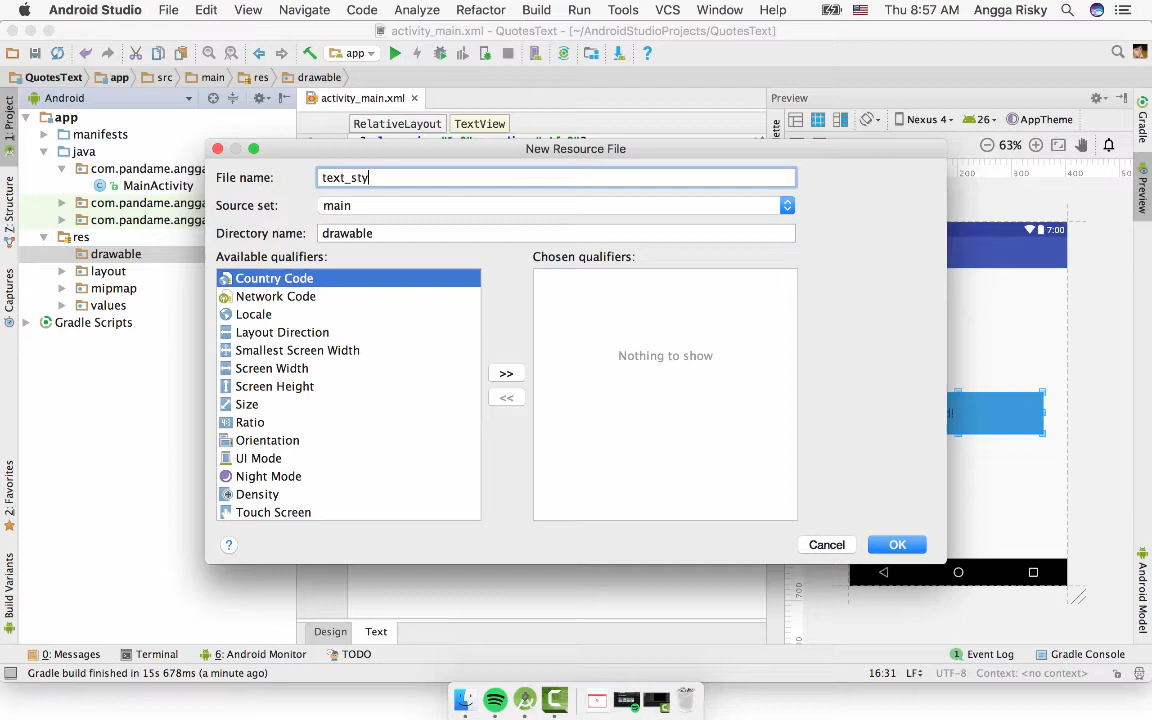 Android Studio File Edit View Navigate Code Analyze Refactor Build Run Tools VCS Window Help Thu 8:57 AM Angga Risky
activity_main.xml - QuotesText - [~/AndroidStudioProjects/QuotesText]
app
QuotesText app src main res drawable
Android
activity_main.xml
Preview
RelativeLayout TextView
Nexus 4 26 AppTheme
63%
200 300 400 500
1: Project
Z: Structure
Captures
2: Favorites
Build Variants
app
manifests
java
com.pandame.angga
MainActivity
com.pandame.angga
com.pandame.angga
res
drawable
layout
mipmap
values
Gradle Scripts
New Resource File
File name: text_sty
Source set: main
Directory name: drawable
Available qualifiers: Chosen qualifiers:
Country Code
Network Code
Locale
Layout Direction
Smallest Screen Width
Screen Width
Screen Height
Size
Ratio
Orientation
UI Mode
Night Mode
Density
Touch Screen
>>
<<
Nothing to show
?
Cancel OK
7:00
700
Gradle
Preview
Android Model
Design Text
0: Messages Terminal 6: Android Monitor TODO 1 Event Log Gradle Console
Gradle build finished in 15s 678ms (a minute ago) 16:31 LF UTF-8 Context: <no context>